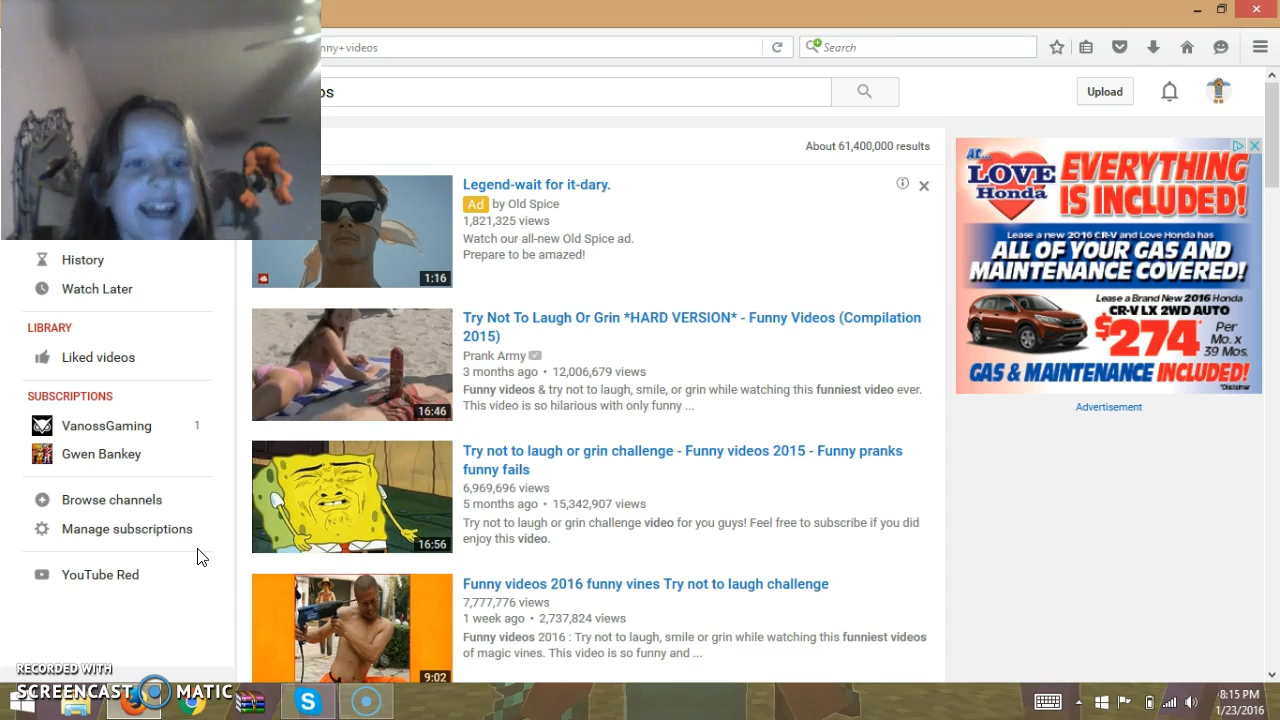 nny+videos
Search
os
Upload
About 61,400,000 results
Legend-wait for it-dary.
Ad by Old Spice
1,821,325 views
Watch our all-new Old Spice ad.
Prepare to be amazed!
1:16
Try Not To Laugh Or Grin *HARD VERSION* - Funny Videos (Compilation
2015)
Prank Army
3 months ago • 12,006,679 views
Funny videos & try not to laugh, smile, or grin while watching this funniest video ever.
This video is so hilarious with only funny ...
16:46
Try not to laugh or grin challenge - Funny videos 2015 - Funny pranks
funny fails
6,969,696 views
5 months ago • 15,342,907 views
Try not to laugh or grin challenge video for you guys! Feel free to subscribe if you did
enjoy this video.
16:56
Funny videos 2016 funny vines Try not to laugh challenge
7,777,776 views
1 week ago • 2,737,824 views
Funny videos 2016 : Try not to laugh, smile or grin while watching this funniest videos
of magic vines. This video is so funny and ...
9:02
History
Watch Later
LIBRARY
Liked videos
SUBSCRIPTIONS
VanossGaming 1
Gwen Bankey
Browse channels
Manage subscriptions
YouTube Red
At...
LOVE
Honda
EVERYTHING
IS INCLUDED!
Lease a new 2016 CR-V and Love Honda has
ALL OF YOUR GAS AND
MAINTENANCE COVERED!
Lease a Brand New 2016 Honda
CR-V LX 2WD AUTO
$274* Per
Mo. x
39 Mos.
GAS & MAINTENANCE INCLUDED!
*Disclaimer
Advertisement
RECORDED WITH
SCREENCAST MATIC
8:15 PM
1/23/2016